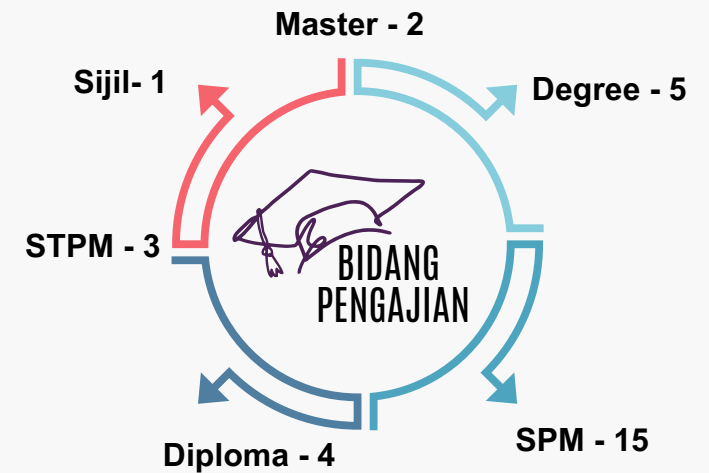 Master - 2
Sijil- 1
Degree - 5
STPM - 3
BIDANG
PENGAJIAN
SPM - 15
Diploma - 4